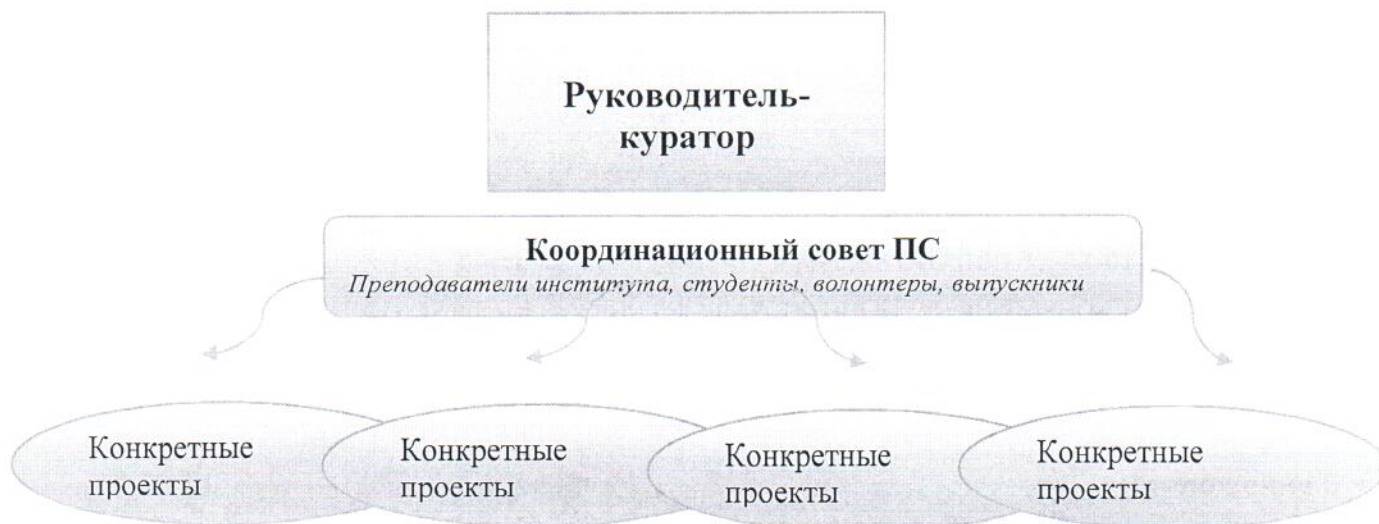 Руководитель-
куратор
Координационный совет ПС
Преподаватели института, студенты, волонтеры, выпускники
Конкретные
проекты
Конкретные
проекты
Конкретные
проекты
Конкретные
проекты